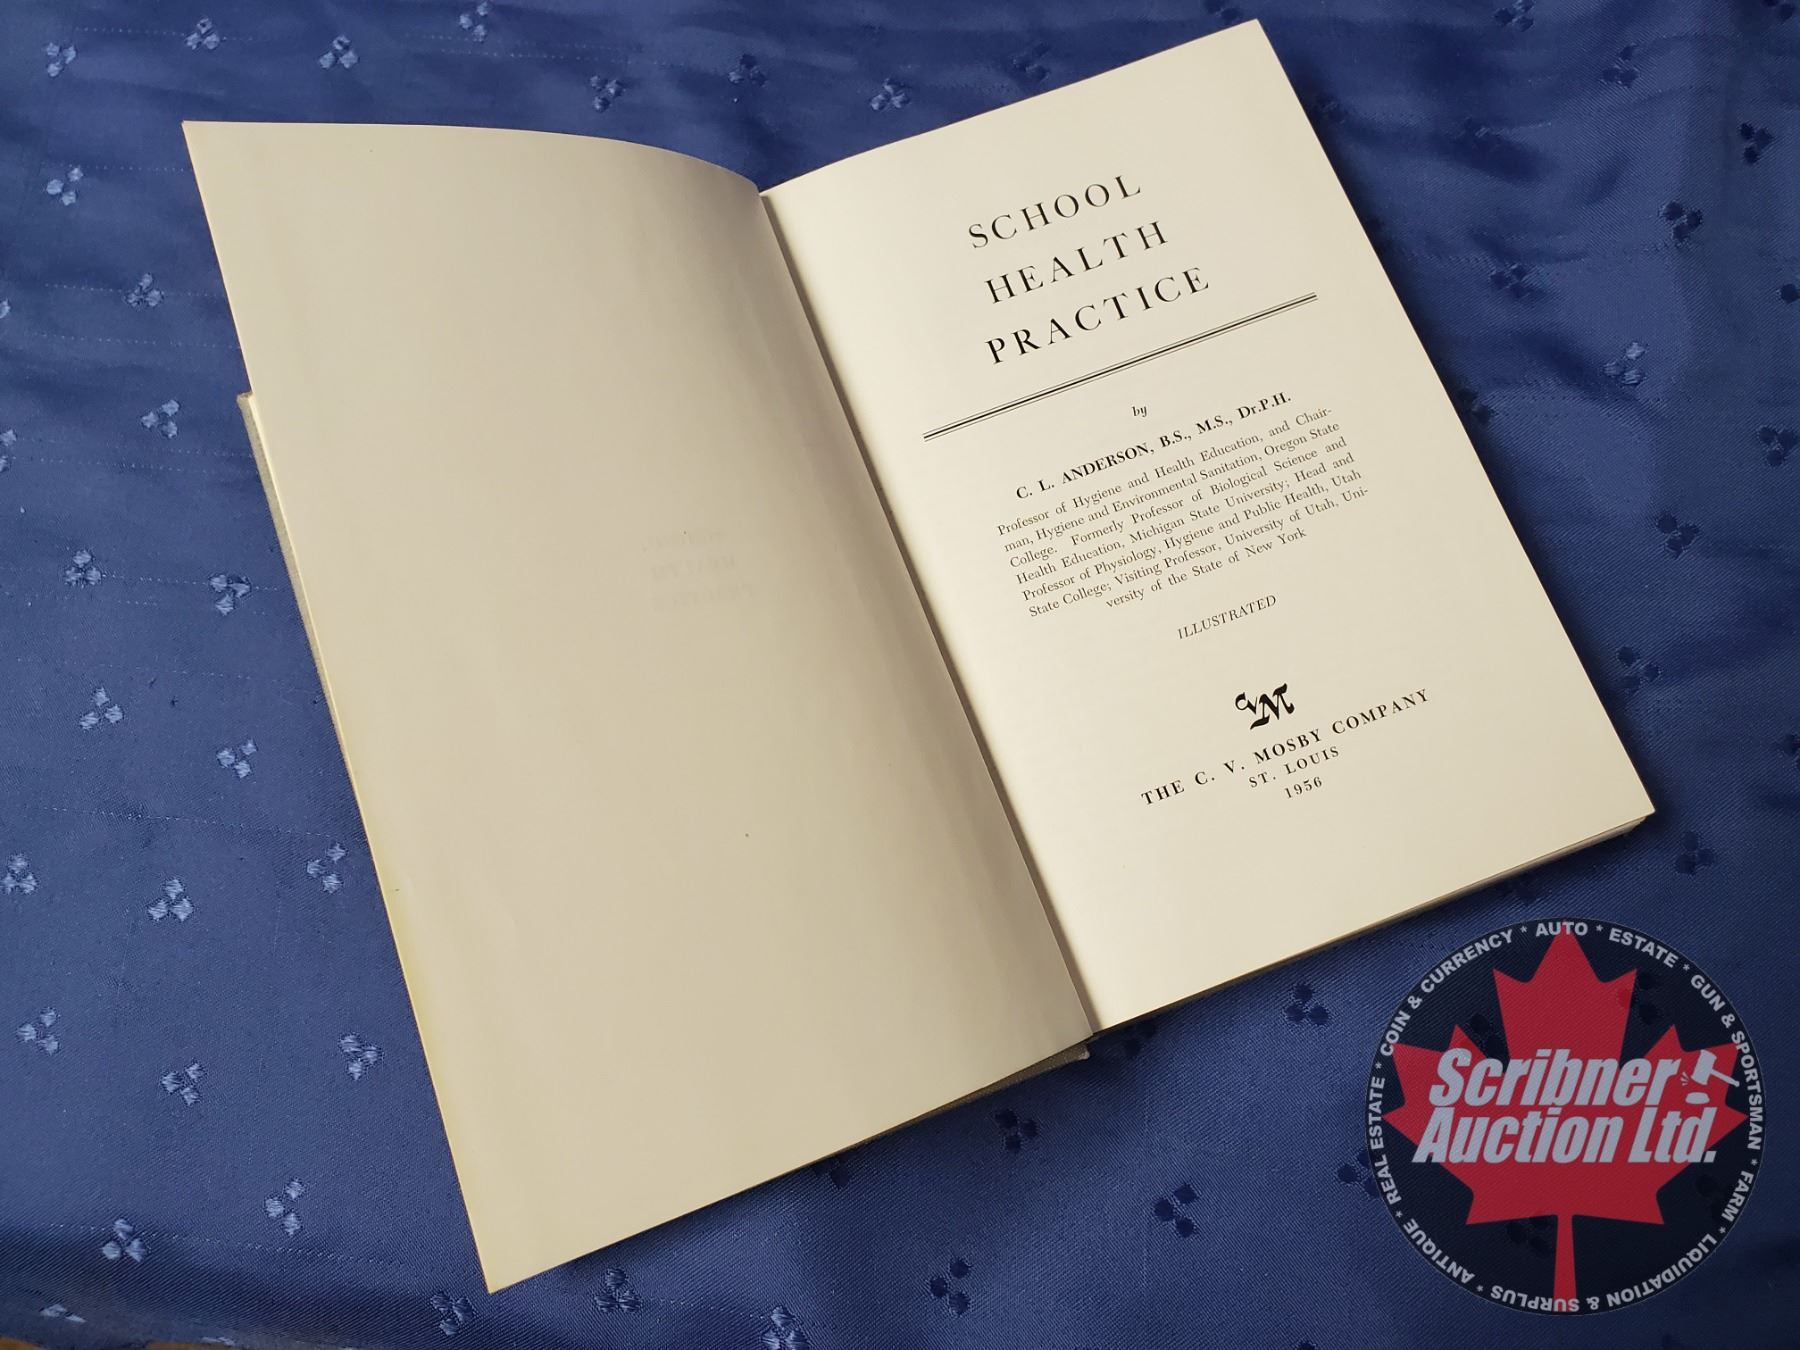 SCHOOL
HEALTH
PRACTICE
by
C. L. ANDERSON, B.S., M.S., Dr.P.H.
Professor of Hygiene and Health Education, and Chair-
man, Hygiene and Environmental Sanitation, Oregon State
College. Formerly Professor of Biological Science and
Health Education, Michigan State University; Head and
Professor of Physiology, Hygiene and Public Health, Utah
State College; Visiting Professor, University of Utah, Uni-
versity of the State of New York
ILLUSTRATED
CVM
THE C. V. MOSBY COMPANY
ST. LOUIS
1956
REAL ESTATE * COIN & CURRENCY * AUTO * ESTATE * GUN & SPORTSMAN * FARM * LIQUIDATION & SURPLUS * ANTIQUE *
Scribner
Auction Ltd.